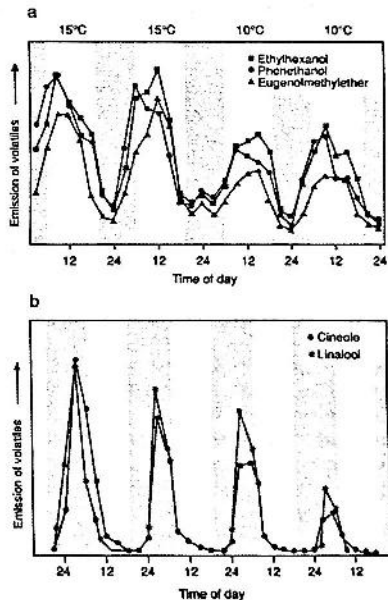 a
15°C 15°C 10°C 10°C
Ethylhexanol
Phenethanol
Eugenolmethylether
Emission of volatiles
12 24 12 24 12 24 12 24
Time of day
b
Cineole
Linalool
Emission of volatiles
24 12 24 12 24 12 24 12
Time of day